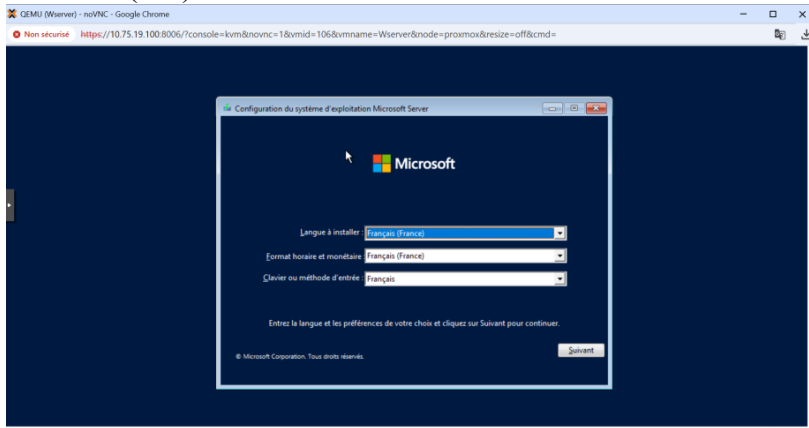 QEMU (Wserver) - noVNC - Google Chrome
Non sécurisé https://10.75.19.100:8006/?console=kvm&novnc=1&vmid=106&vmname=Wserver&node=proxmox&resize=off&cmd=
Configuration du système d'exploitation Microsoft Server
Microsoft
Langue à installer : Français (France)
Format horaire et monétaire : Français (France)
Clavier ou méthode d'entrée : Français
Entrez la langue et les préférences de votre choix et cliquez sur Suivant pour continuer.
© Microsoft Corporation. Tous droits réservés.
Suivant